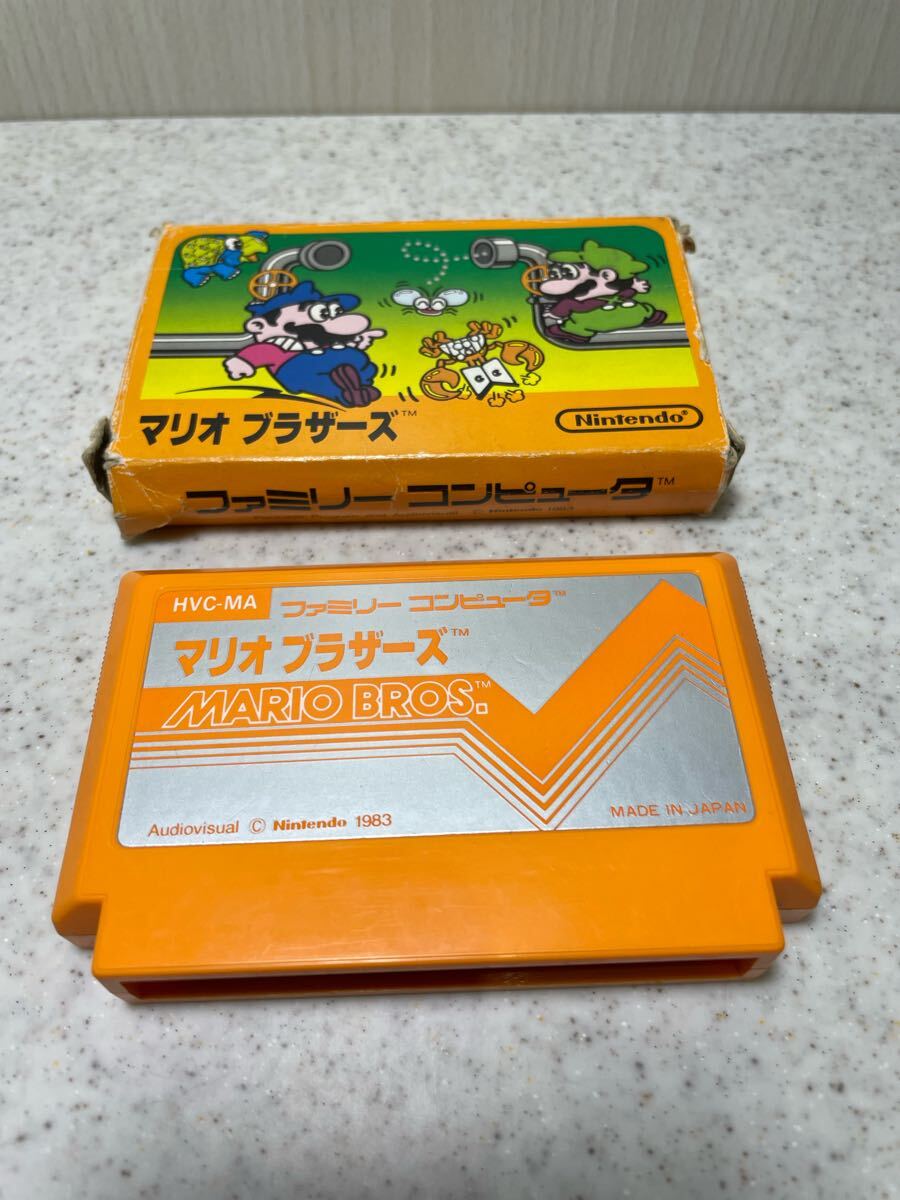 マリオ ブラザーズ™
Nintendo®
ファミリー コンピュータ™
Audiovisual © Nintendo 1983
HVC-MA ファミリー コンピュータ™
マリオ ブラザーズ™
MARIO BROS.™
MADE IN JAPAN
Audiovisual © Nintendo 1983